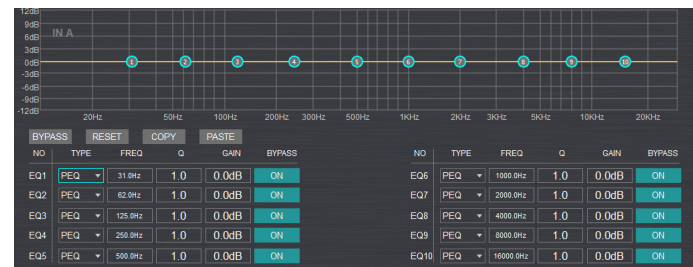 12dB
9dB
IN A
6dB
3dB
0dB
1 2 3 4 5 6 7 8 9 10
-3dB
-6dB
-9dB
-12dB
20Hz 50Hz 100Hz 200Hz 300Hz 500Hz 1KHz 2KHz 3KHz 5KHz 10KHz 20KHz
BYPASS RESET COPY PASTE
NO TYPE FREQ Q GAIN BYPASS NO TYPE FREQ Q GAIN BYPASS
EQ1 PEQ 31.0Hz 1.0 0.0dB ON EQ6 PEQ 1000.0Hz 1.0 0.0dB ON
EQ2 PEQ 62.0Hz 1.0 0.0dB ON EQ7 PEQ 2000.0Hz 1.0 0.0dB ON
EQ3 PEQ 125.0Hz 1.0 0.0dB ON EQ8 PEQ 4000.0Hz 1.0 0.0dB ON
EQ4 PEQ 250.0Hz 1.0 0.0dB ON EQ9 PEQ 8000.0Hz 1.0 0.0dB ON
EQ5 PEQ 500.0Hz 1.0 0.0dB ON EQ10 PEQ 16000.0Hz 1.0 0.0dB ON